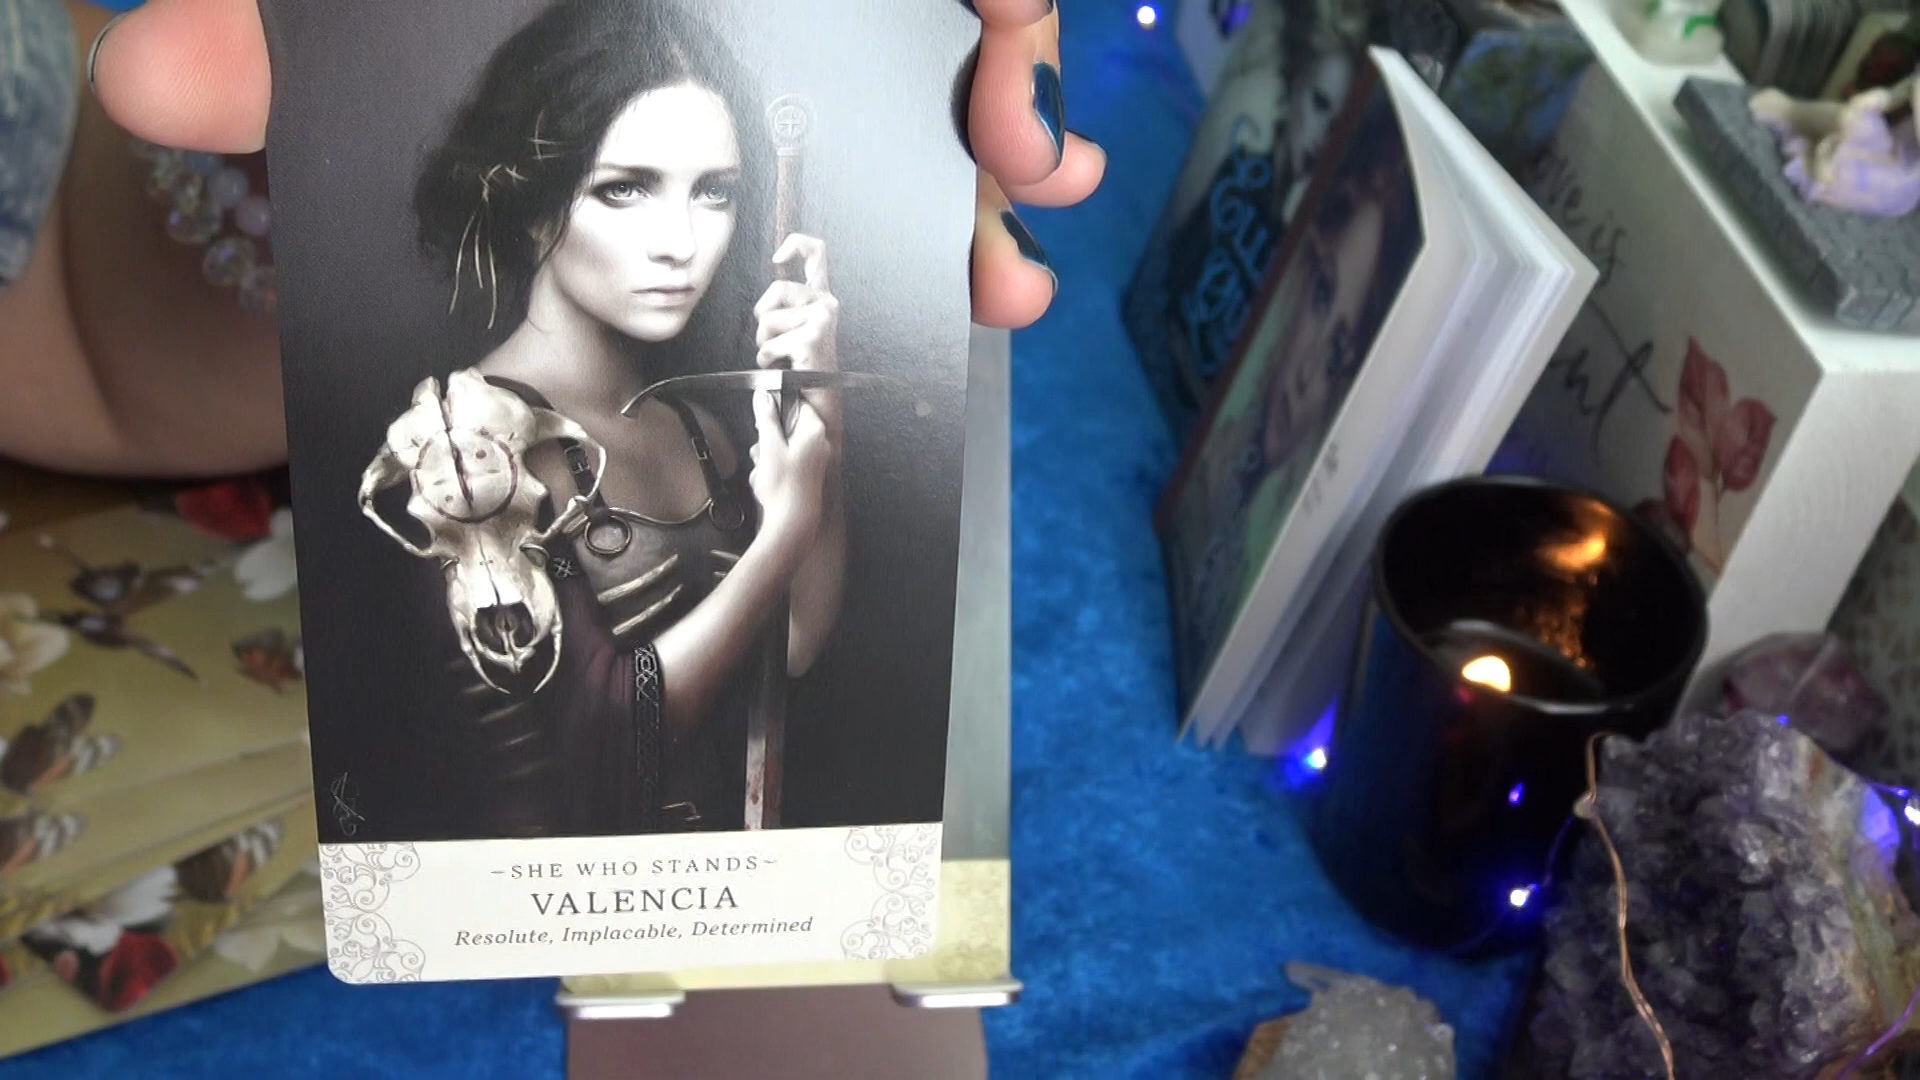 ~SHE WHO STANDS~
VALENCIA
Resolute, Implacable, Determined